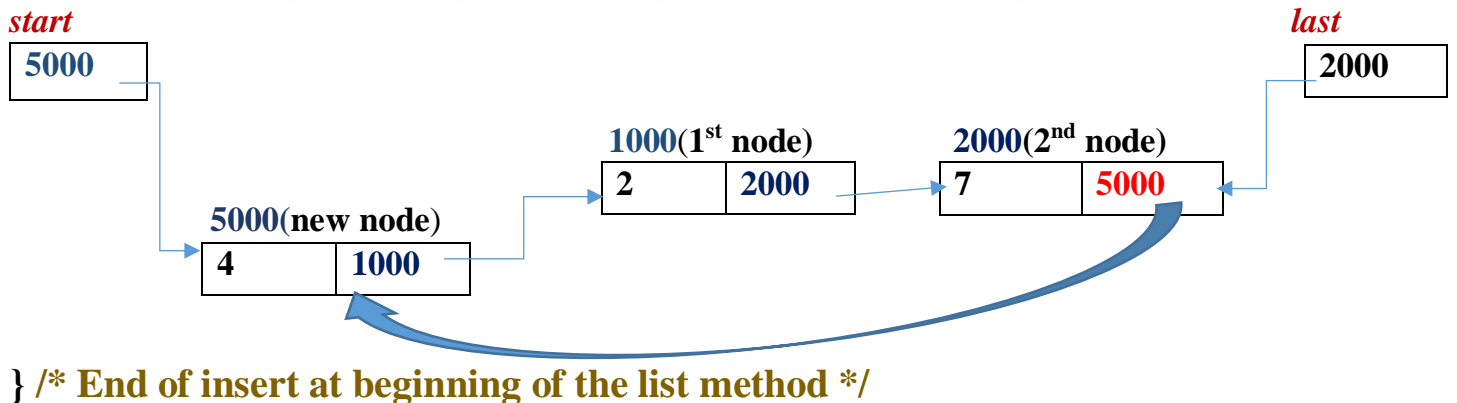 start last
5000 2000
1000(1st node) 2000(2nd node)
2 2000 7 5000
5000(new node)
4 1000
} /* End of insert at beginning of the list method */